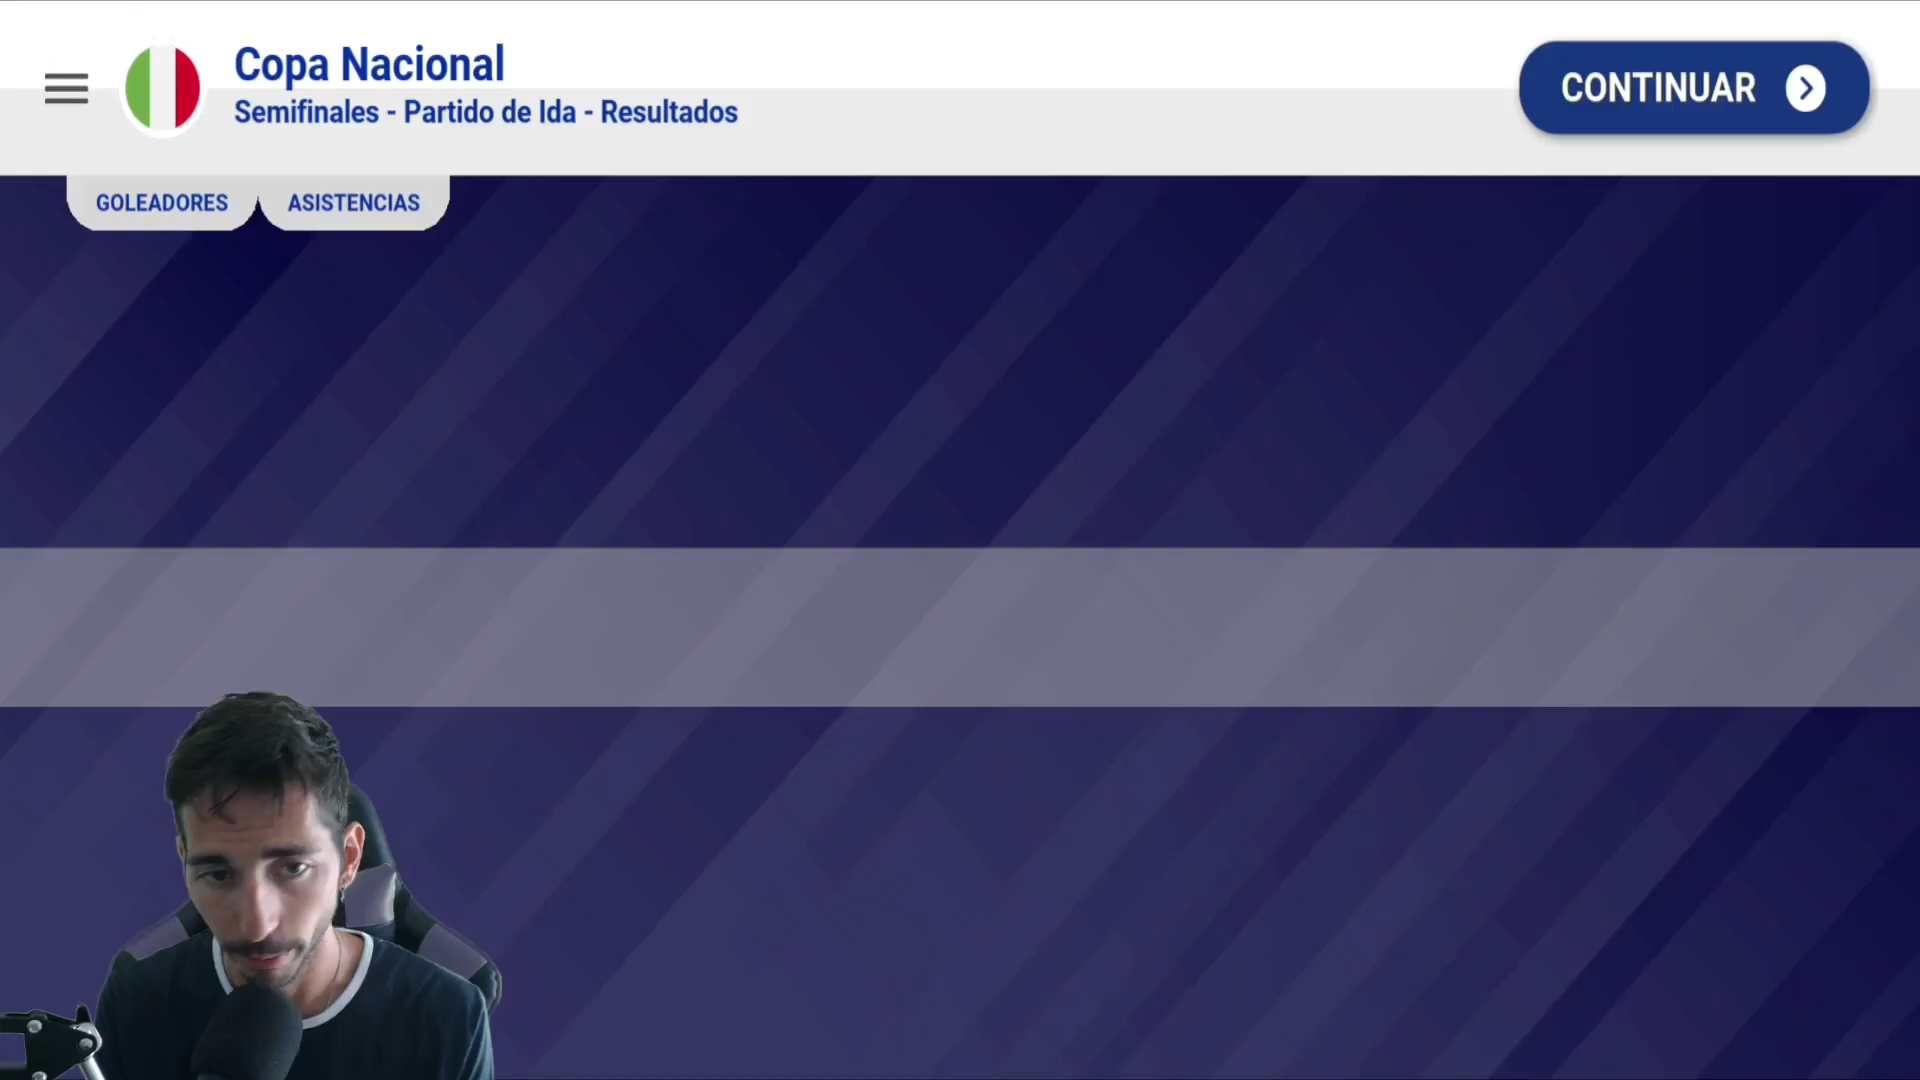 Copa Nacional
Semifinales - Partido de Ida - Resultados
CONTINUAR
GOLEADORES
ASISTENCIAS